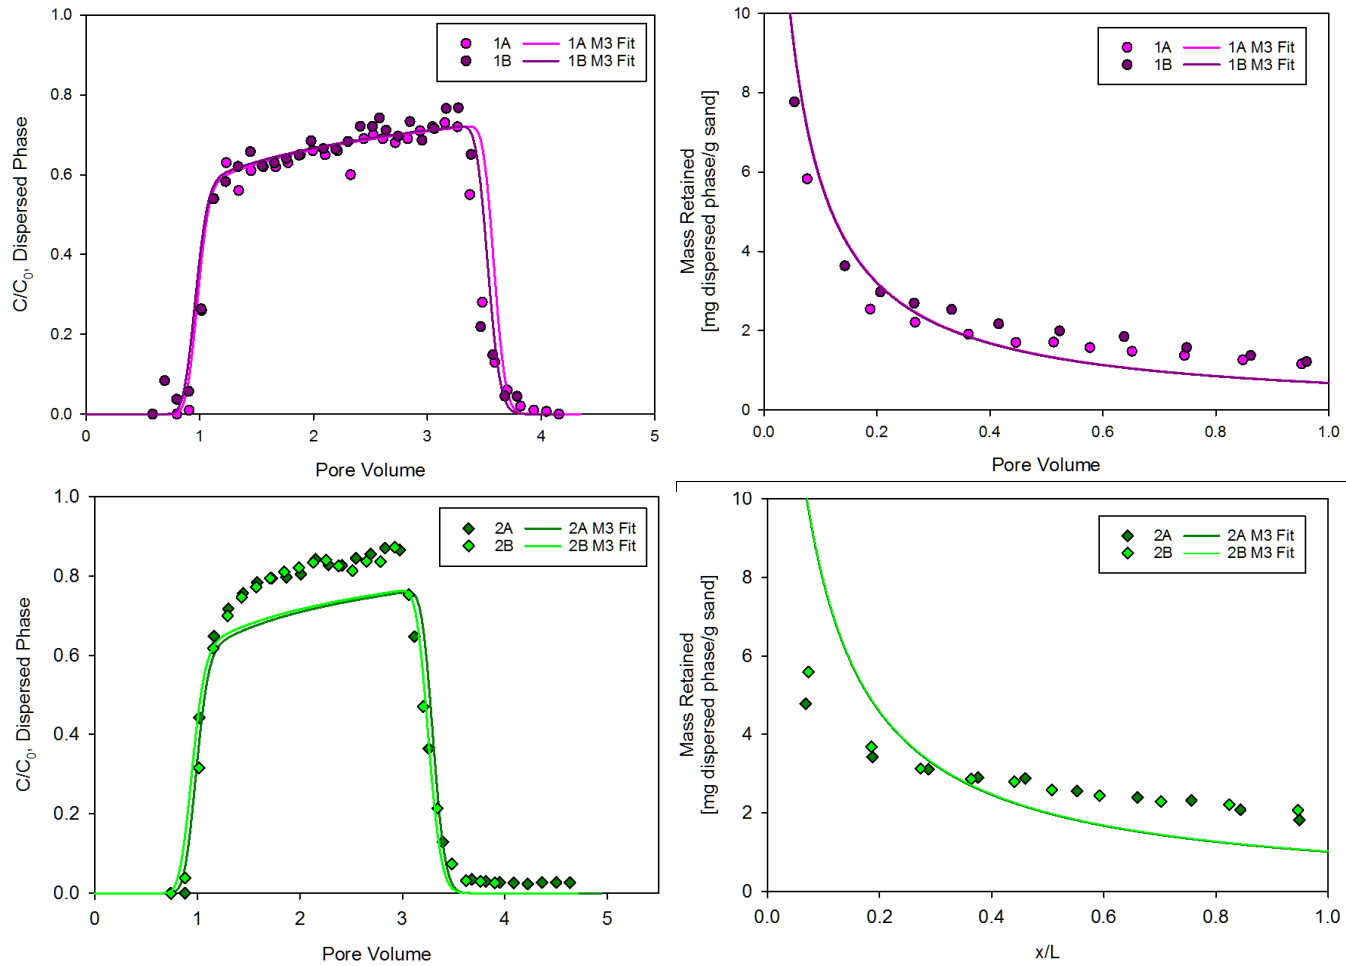 1.0
0.8
0.6
0.4
0.2
0.0
C/C0, Dispersed Phase
1A 1A M3 Fit
1B 1B M3 Fit
0 1 2 3 4 5
Pore Volume
10
8
6
4
2
0
Mass Retained
[mg dispersed phase/g sand]
1A 1A M3 Fit
1B 1B M3 Fit
0.0 0.2 0.4 0.6 0.8 1.0
Pore Volume
1.0
0.8
0.6
0.4
0.2
0.0
C/C0, Dispersed Phase
2A 2A M3 Fit
2B 2B M3 Fit
0 1 2 3 4 5
Pore Volume
10
8
6
4
2
0
Mass Retained
[mg dispersed phase/g sand]
2A 2A M3 Fit
2B 2B M3 Fit
0.0 0.2 0.4 0.6 0.8 1.0
x/L